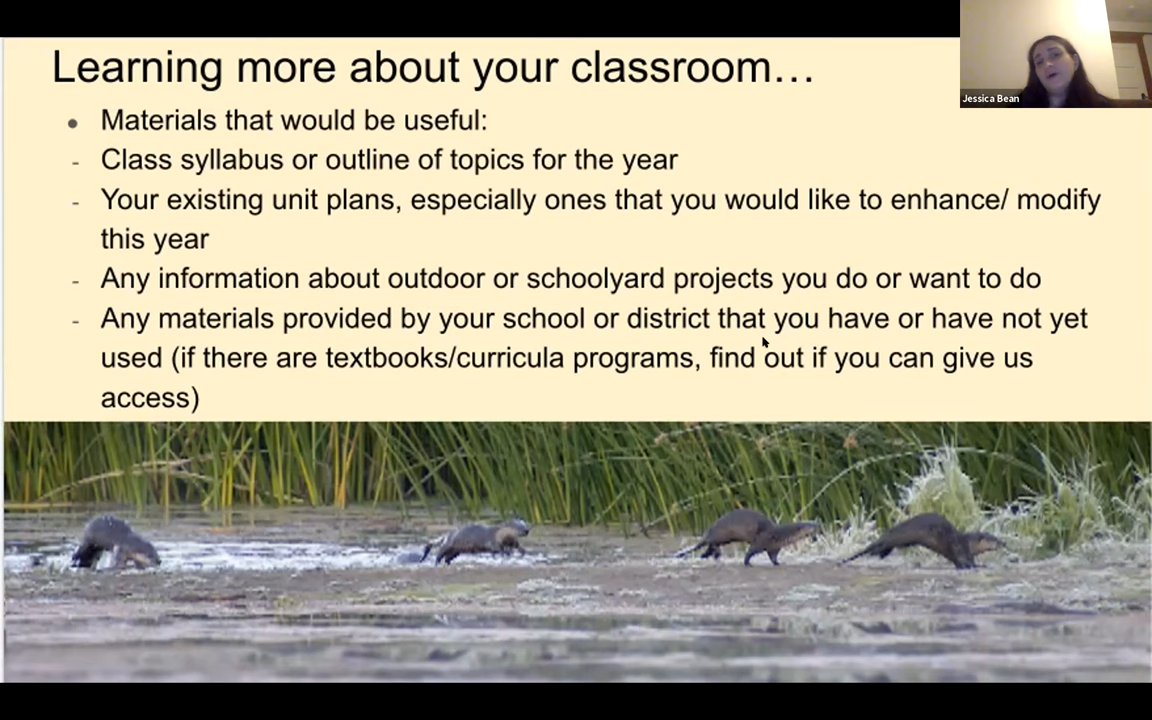 Learning more about your classroom…
Jessica Bean
● Materials that would be useful:
- Class syllabus or outline of topics for the year
- Your existing unit plans, especially ones that you would like to enhance/ modify
this year
- Any information about outdoor or schoolyard projects you do or want to do
- Any materials provided by your school or district that you have or have not yet
used (if there are textbooks/curricula programs, find out if you can give us
access)